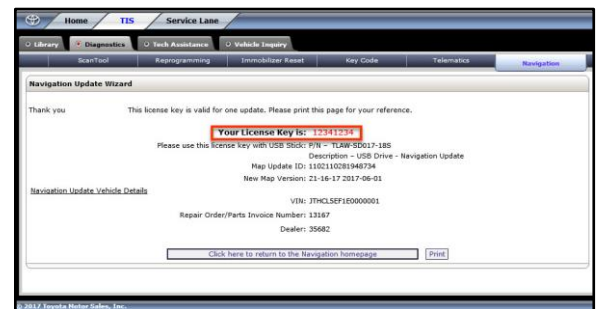 Home TIS Service Lane
Library Diagnostics Tech Assistance Vehicle Inquiry
ScanTool Reprogramming Immobilizer Reset Key Code Telematics Navigation
Navigation Update Wizard
Thank you This license key is valid for one update. Please print this page for your reference.
Your License Key is: 12341234
Please use this license key with USB Stick: P/N – TLAW-SD017-18S
Description – USB Drive - Navigation Update
Map Update ID: 1102110281948734
New Map Version: 21-16-17 2017-06-01
Navigation Update Vehicle Details
VIN: JTHCL5EF1E0000001
Repair Order/Parts Invoice Number: 13167
Dealer: 35682
Click here to return to the Navigation homepage Print
© 2017 Toyota Motor Sales, Inc.